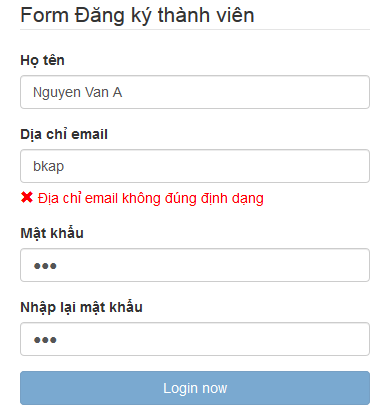 Form Đăng ký thành viên
Họ tên
Nguyen Van A
Địa chỉ email
bkap
Địa chỉ email không đúng định dạng
Mật khẩu
●●●
Nhập lại mật khẩu
●●●
Login now